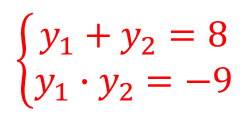 y₁ + y₂ = 8
y₁ · y₂ = −9